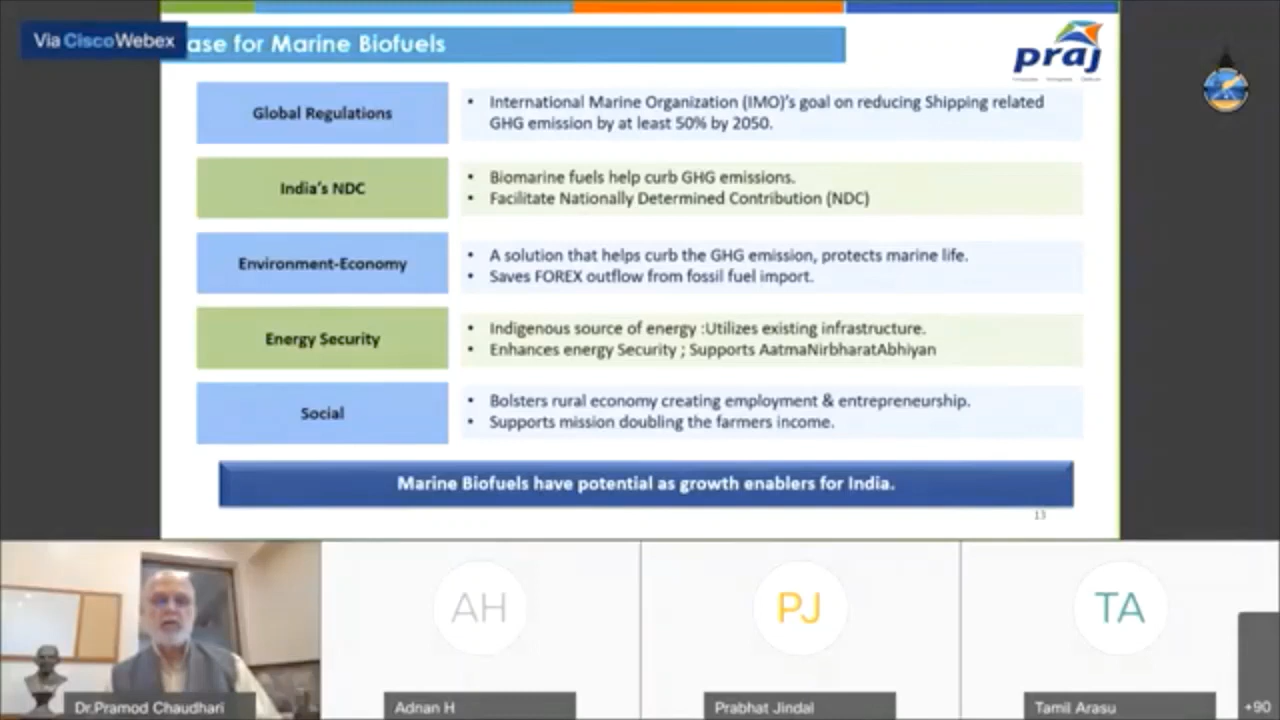 Via Cisco Webex
ase for Marine Biofuels
praj
Global Regulations
• International Marine Organization (IMO)'s goal on reducing Shipping related
GHG emission by at least 50% by 2050.
India's NDC
• Biomarine fuels help curb GHG emissions.
• Facilitate Nationally Determined Contribution (NDC)
Environment-Economy
• A solution that helps curb the GHG emission, protects marine life.
• Saves FOREX outflow from fossil fuel import.
Energy Security
• Indigenous source of energy :Utilizes existing infrastructure.
• Enhances energy Security ; Supports AatmaNirbharatAbhiyan
Social
• Bolsters rural economy creating employment & entrepreneurship.
• Supports mission doubling the farmers income.
Marine Biofuels have potential as growth enablers for India.
13
AH
PJ
TA
Dr.Pramod Chaudhari
Adnan H
Prabhat Jindal
Tamil Arasu
+90